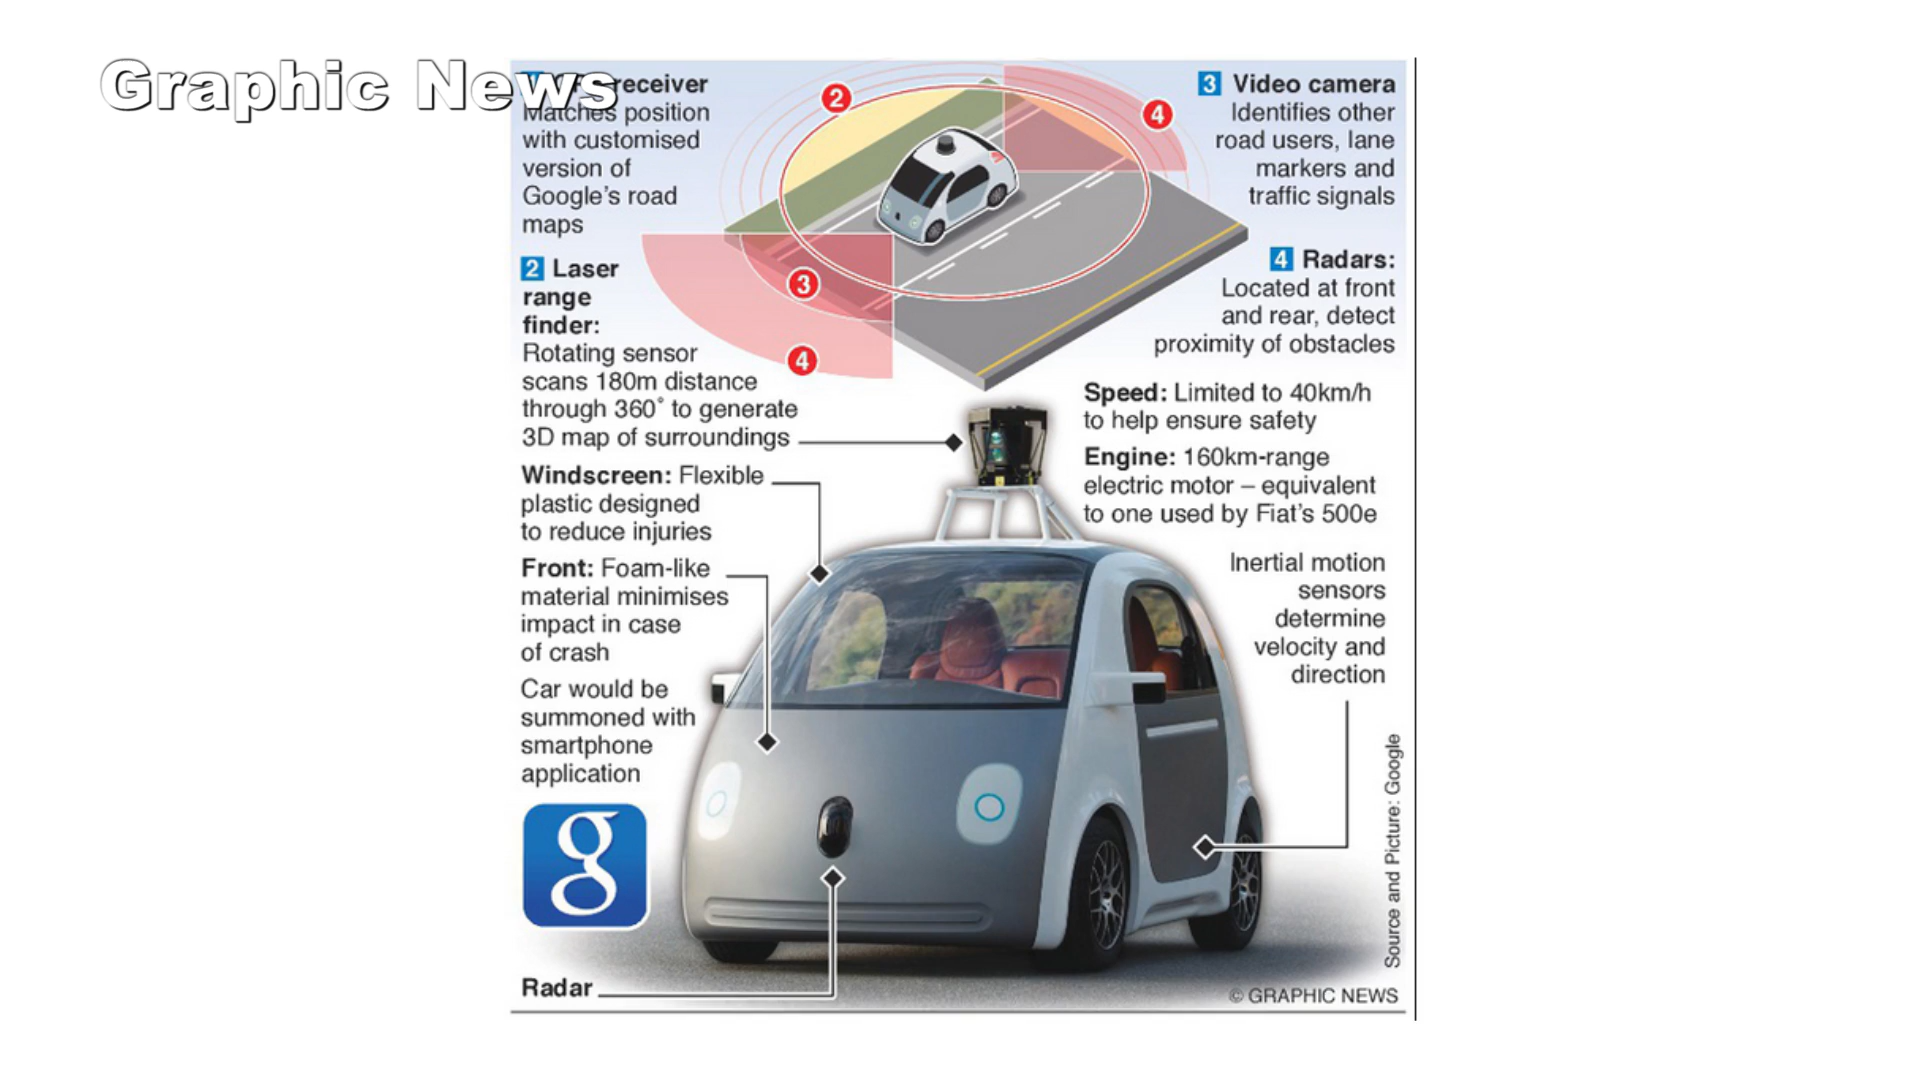 Graphic News
receiver
Matches position
with customised
version of
Google's road
maps
2 Laser
range
finder:
Rotating sensor
scans 180m distance
through 360° to generate
3D map of surroundings
Windscreen: Flexible
plastic designed
to reduce injuries
Front: Foam-like
material minimises
impact in case
of crash
Car would be
summoned with
smartphone
application
g
Radar
2
4
3
4
3 Video camera
Identifies other
road users, lane
markers and
traffic signals
4 Radars:
Located at front
and rear, detect
proximity of obstacles
Speed: Limited to 40km/h
to help ensure safety
Engine: 160km-range
electric motor – equivalent
to one used by Fiat's 500e
Inertial motion
sensors
determine
velocity and
direction
Source and Picture: Google
© GRAPHIC NEWS